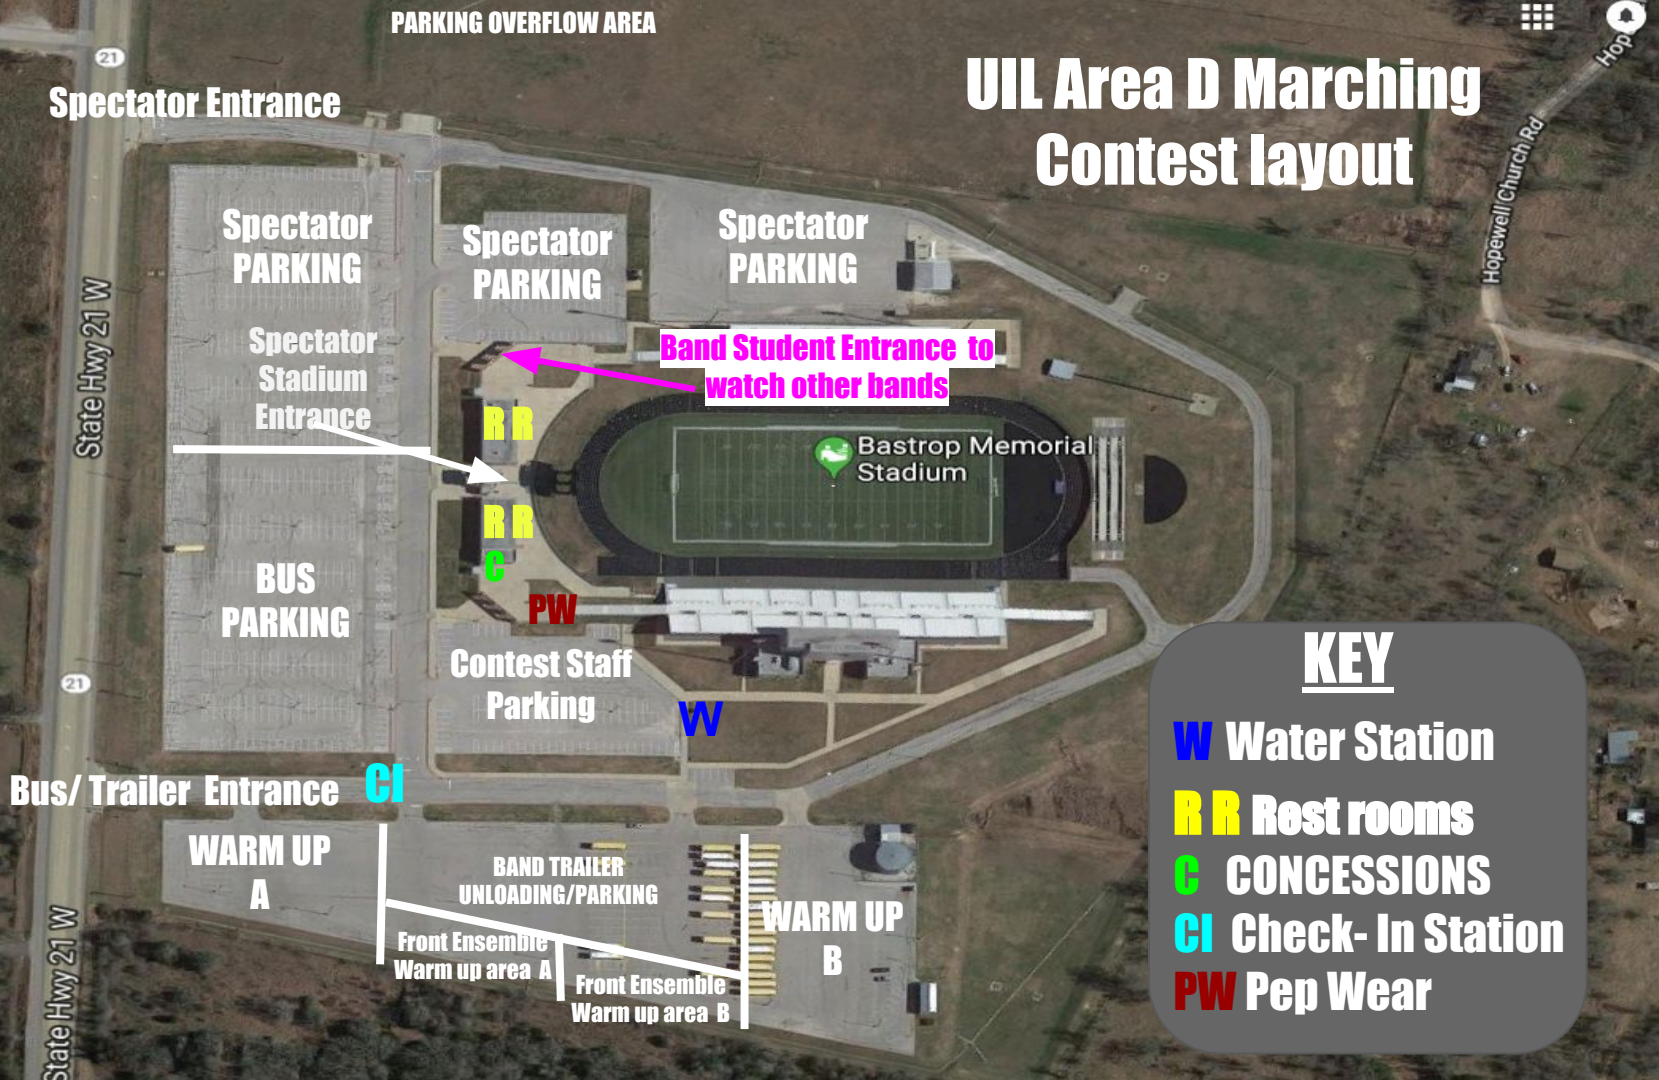 PARKING OVERFLOW AREA
21
Spectator Entrance
UIL Area D Marching
Contest layout
Hopewell Church Rd
Spectator
PARKING
Spectator
PARKING
Spectator
PARKING
State Hwy 21 W
Spectator
Stadium
Entrance
Band Student Entrance to
watch other bands
R R
Bastrop Memorial
Stadium
R R
C
BUS
PARKING
PW
Contest Staff
Parking
W
21
Bus/ Trailer Entrance
CI
WARM UP
A
BAND TRAILER
UNLOADING/PARKING
WARM UP
B
Front Ensemble
Warm up area A
Front Ensemble
Warm up area B
State Hwy 21 W
KEY
W Water Station
R R Rest rooms
C CONCESSIONS
CI Check- In Station
PW Pep Wear